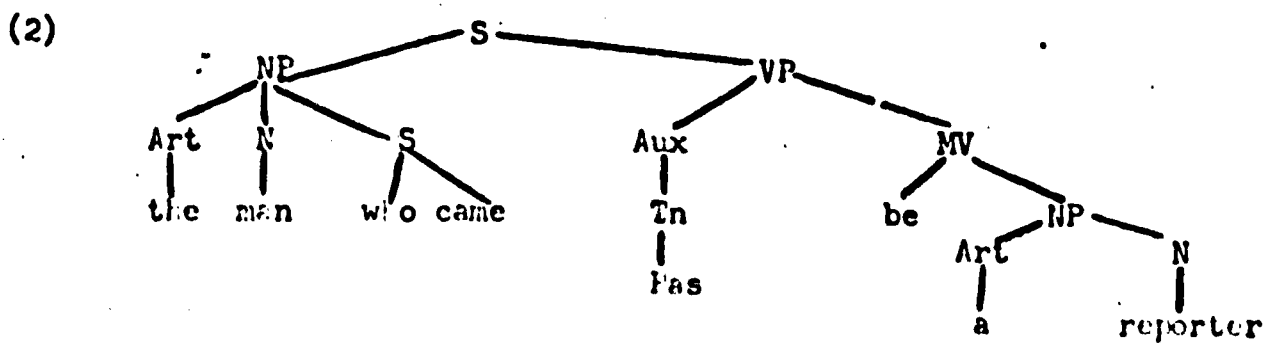 (2)
S
NP VP
Art N S Aux MV
the man who came Tn be NP
Art N
Pas
a reporter